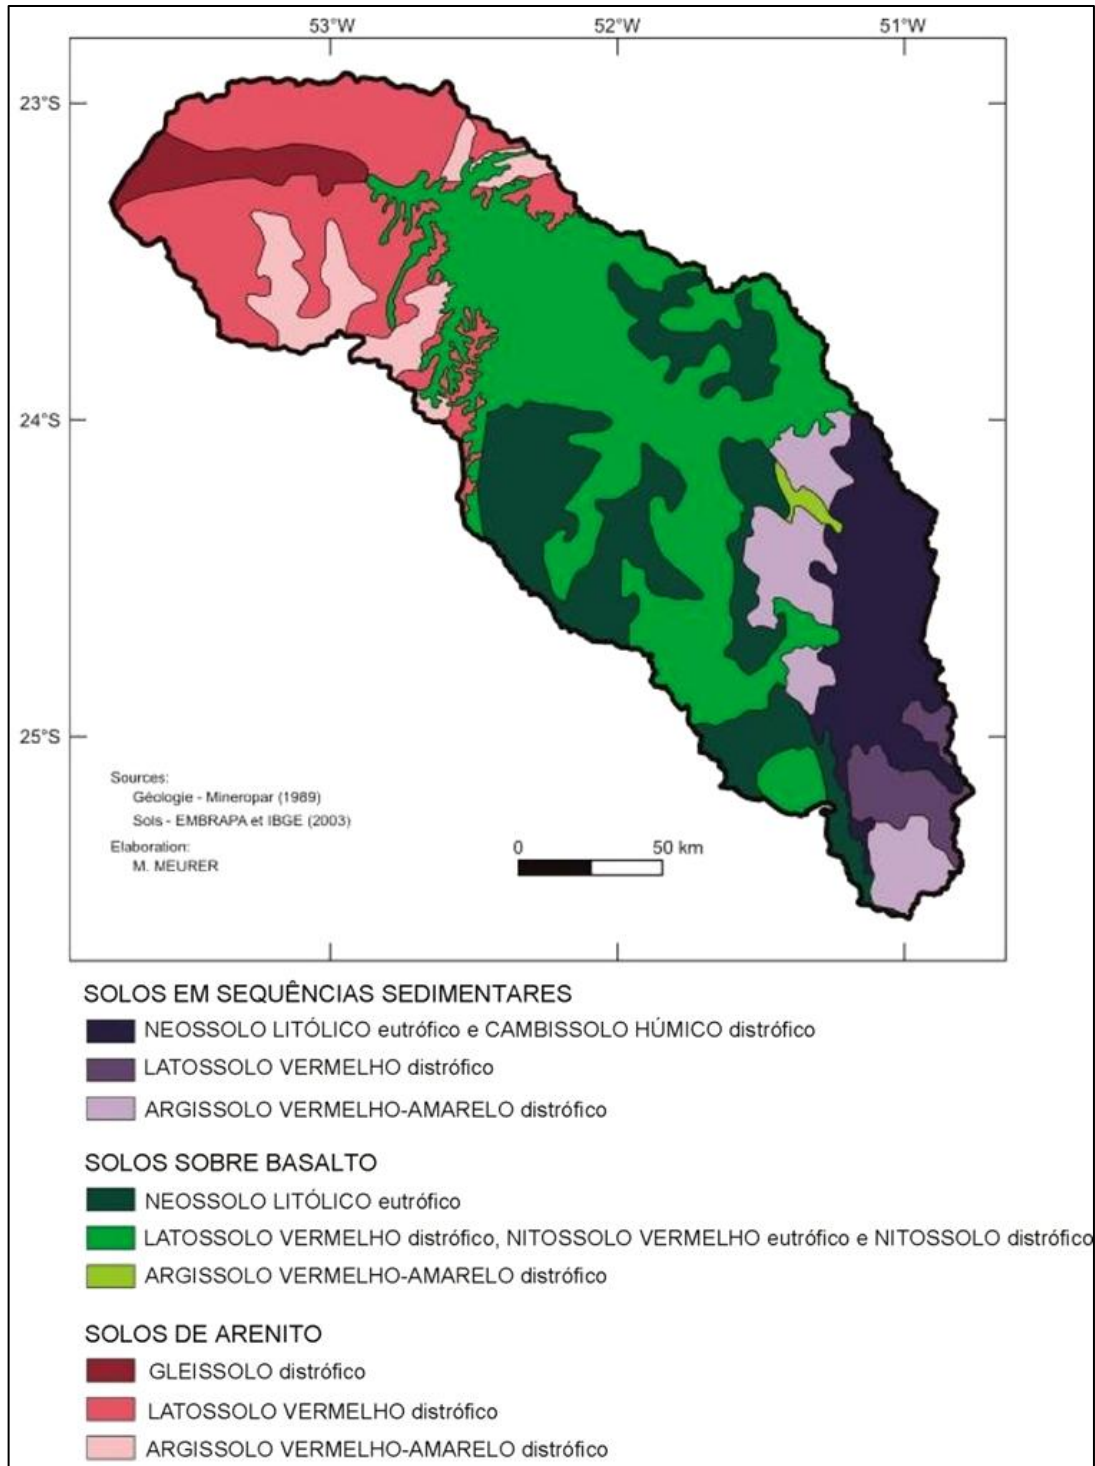 53°W 52°W 51°W
23°S
24°S
25°S
Sources:
Géologie - Mineropar (1989)
Sols - EMBRAPA et IBGE (2003)
Elaboration:
M. MEURER
0 50 km
SOLOS EM SEQUÊNCIAS SEDIMENTARES
NEOSSOLO LITÓLICO eutrófico e CAMBISSOLO HÚMICO distrófico
LATOSSOLO VERMELHO distrófico
ARGISSOLO VERMELHO-AMARELO distrófico
SOLOS SOBRE BASALTO
NEOSSOLO LITÓLICO eutrófico
LATOSSOLO VERMELHO distrófico, NITOSSOLO VERMELHO eutrófico e NITOSSOLO distrófico
ARGISSOLO VERMELHO-AMARELO distrófico
SOLOS DE ARENITO
GLEISSOLO distrófico
LATOSSOLO VERMELHO distrófico
ARGISSOLO VERMELHO-AMARELO distrófico